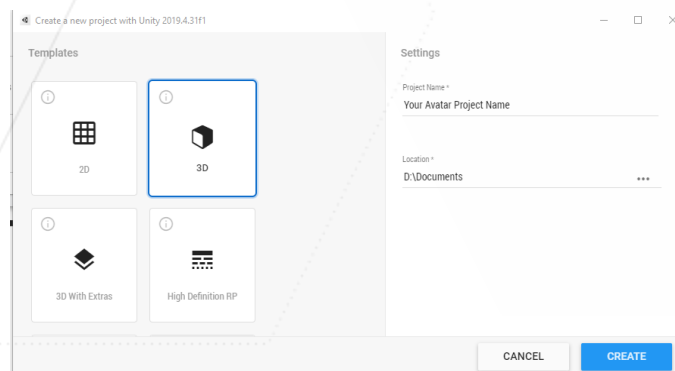 Create a new project with Unity 2019.4.31f1
Templates
Settings
2D
3D
3D With Extras
High Definition RP
Project Name *
Your Avatar Project Name
Location *
D:\Documents
CANCEL
CREATE